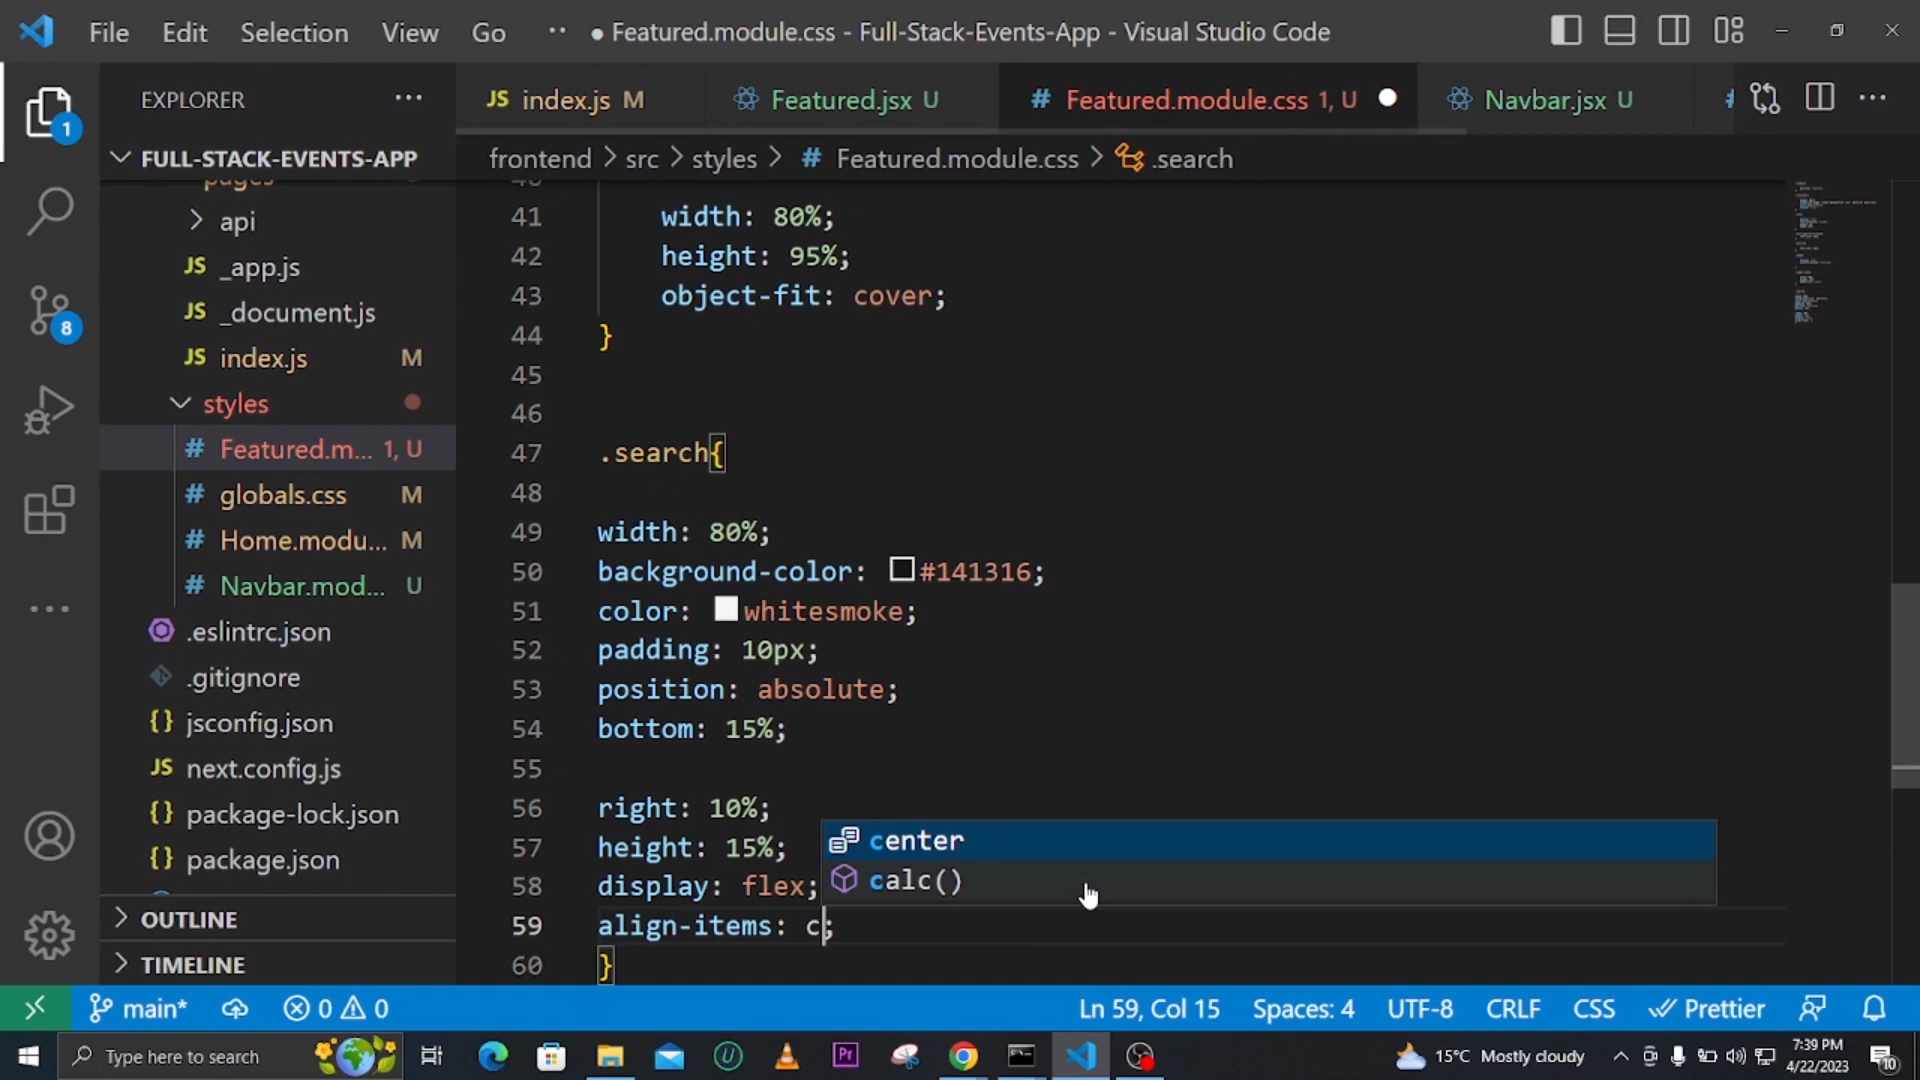 File Edit Selection View Go ·· ● Featured.module.css - Full-Stack-Events-App - Visual Studio Code
EXPLORER ···
JS index.js M
Featured.jsx U
# Featured.module.css 1, U ●
Navbar.jsx U
#
1
FULL-STACK-EVENTS-APP
frontend > src > styles > # Featured.module.css > .search
pages
api
JS _app.js
JS _document.js
JS index.js M
styles
# Featured.m... 1, U
# globals.css M
# Home.modu... M
# Navbar.mod... U
.eslintrc.json
.gitignore
{} jsconfig.json
JS next.config.js
{} package-lock.json
{} package.json
OUTLINE
TIMELINE
8
40
41 width: 80%;
42 height: 95%;
43 object-fit: cover;
44 }
45
46
47 .search{
48
49 width: 80%;
50 background-color: #141316;
51 color: whitesmoke;
52 padding: 10px;
53 position: absolute;
54 bottom: 15%;
55
56 right: 10%;
57 height: 15%;
58 display: flex;
59 align-items: c;
60 }
center
calc()
main* 0 0 Ln 59, Col 15 Spaces: 4 UTF-8 CRLF CSS Prettier
Type here to search
Pr
15°C Mostly cloudy
7:39 PM
4/22/2023
10